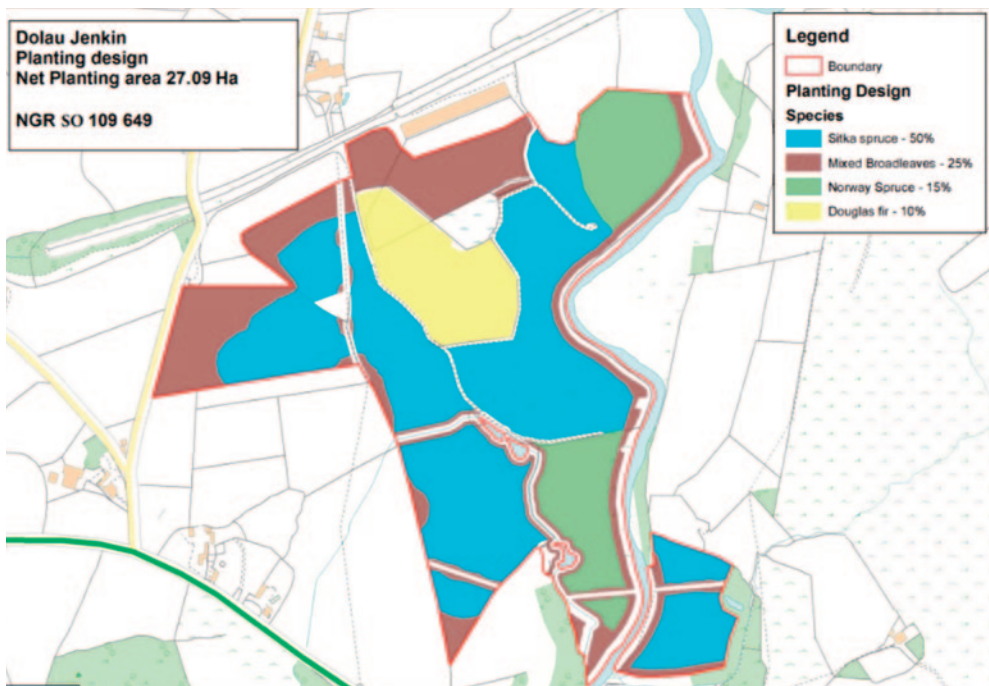 Dolau Jenkin
Planting design
Net Planting area 27.09 Ha
NGR SO 109 649
Legend
Boundary
Planting Design
Species
Sitka spruce - 50%
Mixed Broadleaves - 25%
Norway Spruce - 15%
Douglas fir - 10%